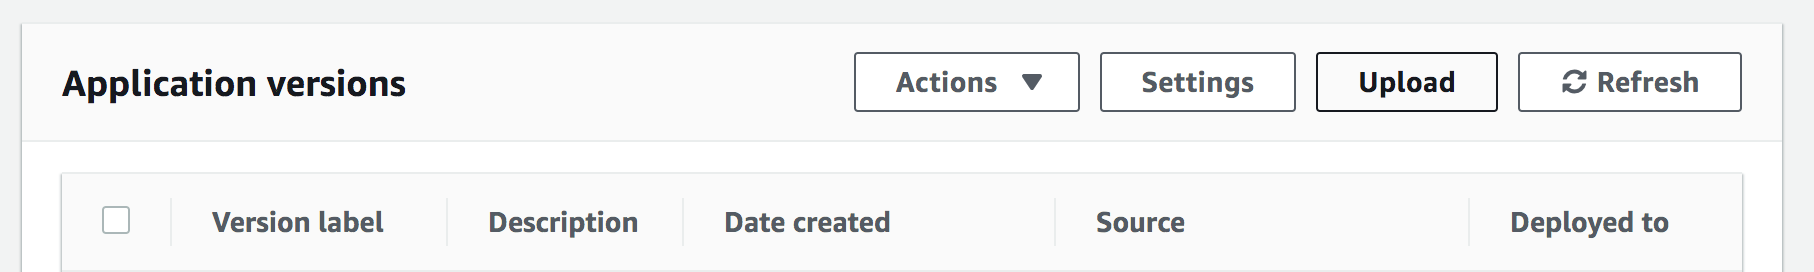 Application versions
Actions Settings Upload Refresh
Version label Description Date created Source Deployed to